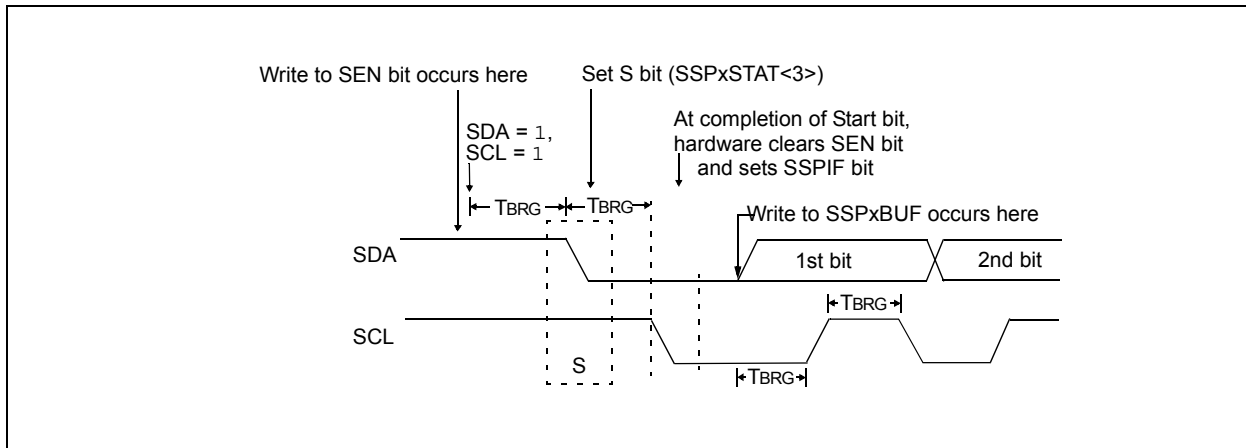 Write to SEN bit occurs here
Set S bit (SSPxSTAT<3>)
At completion of Start bit,
hardware clears SEN bit
and sets SSPIF bit
SDA = 1,
SCL = 1
TBRG
TBRG
Write to SSPxBUF occurs here
SDA
1st bit
2nd bit
TBRG
SCL
S
TBRG